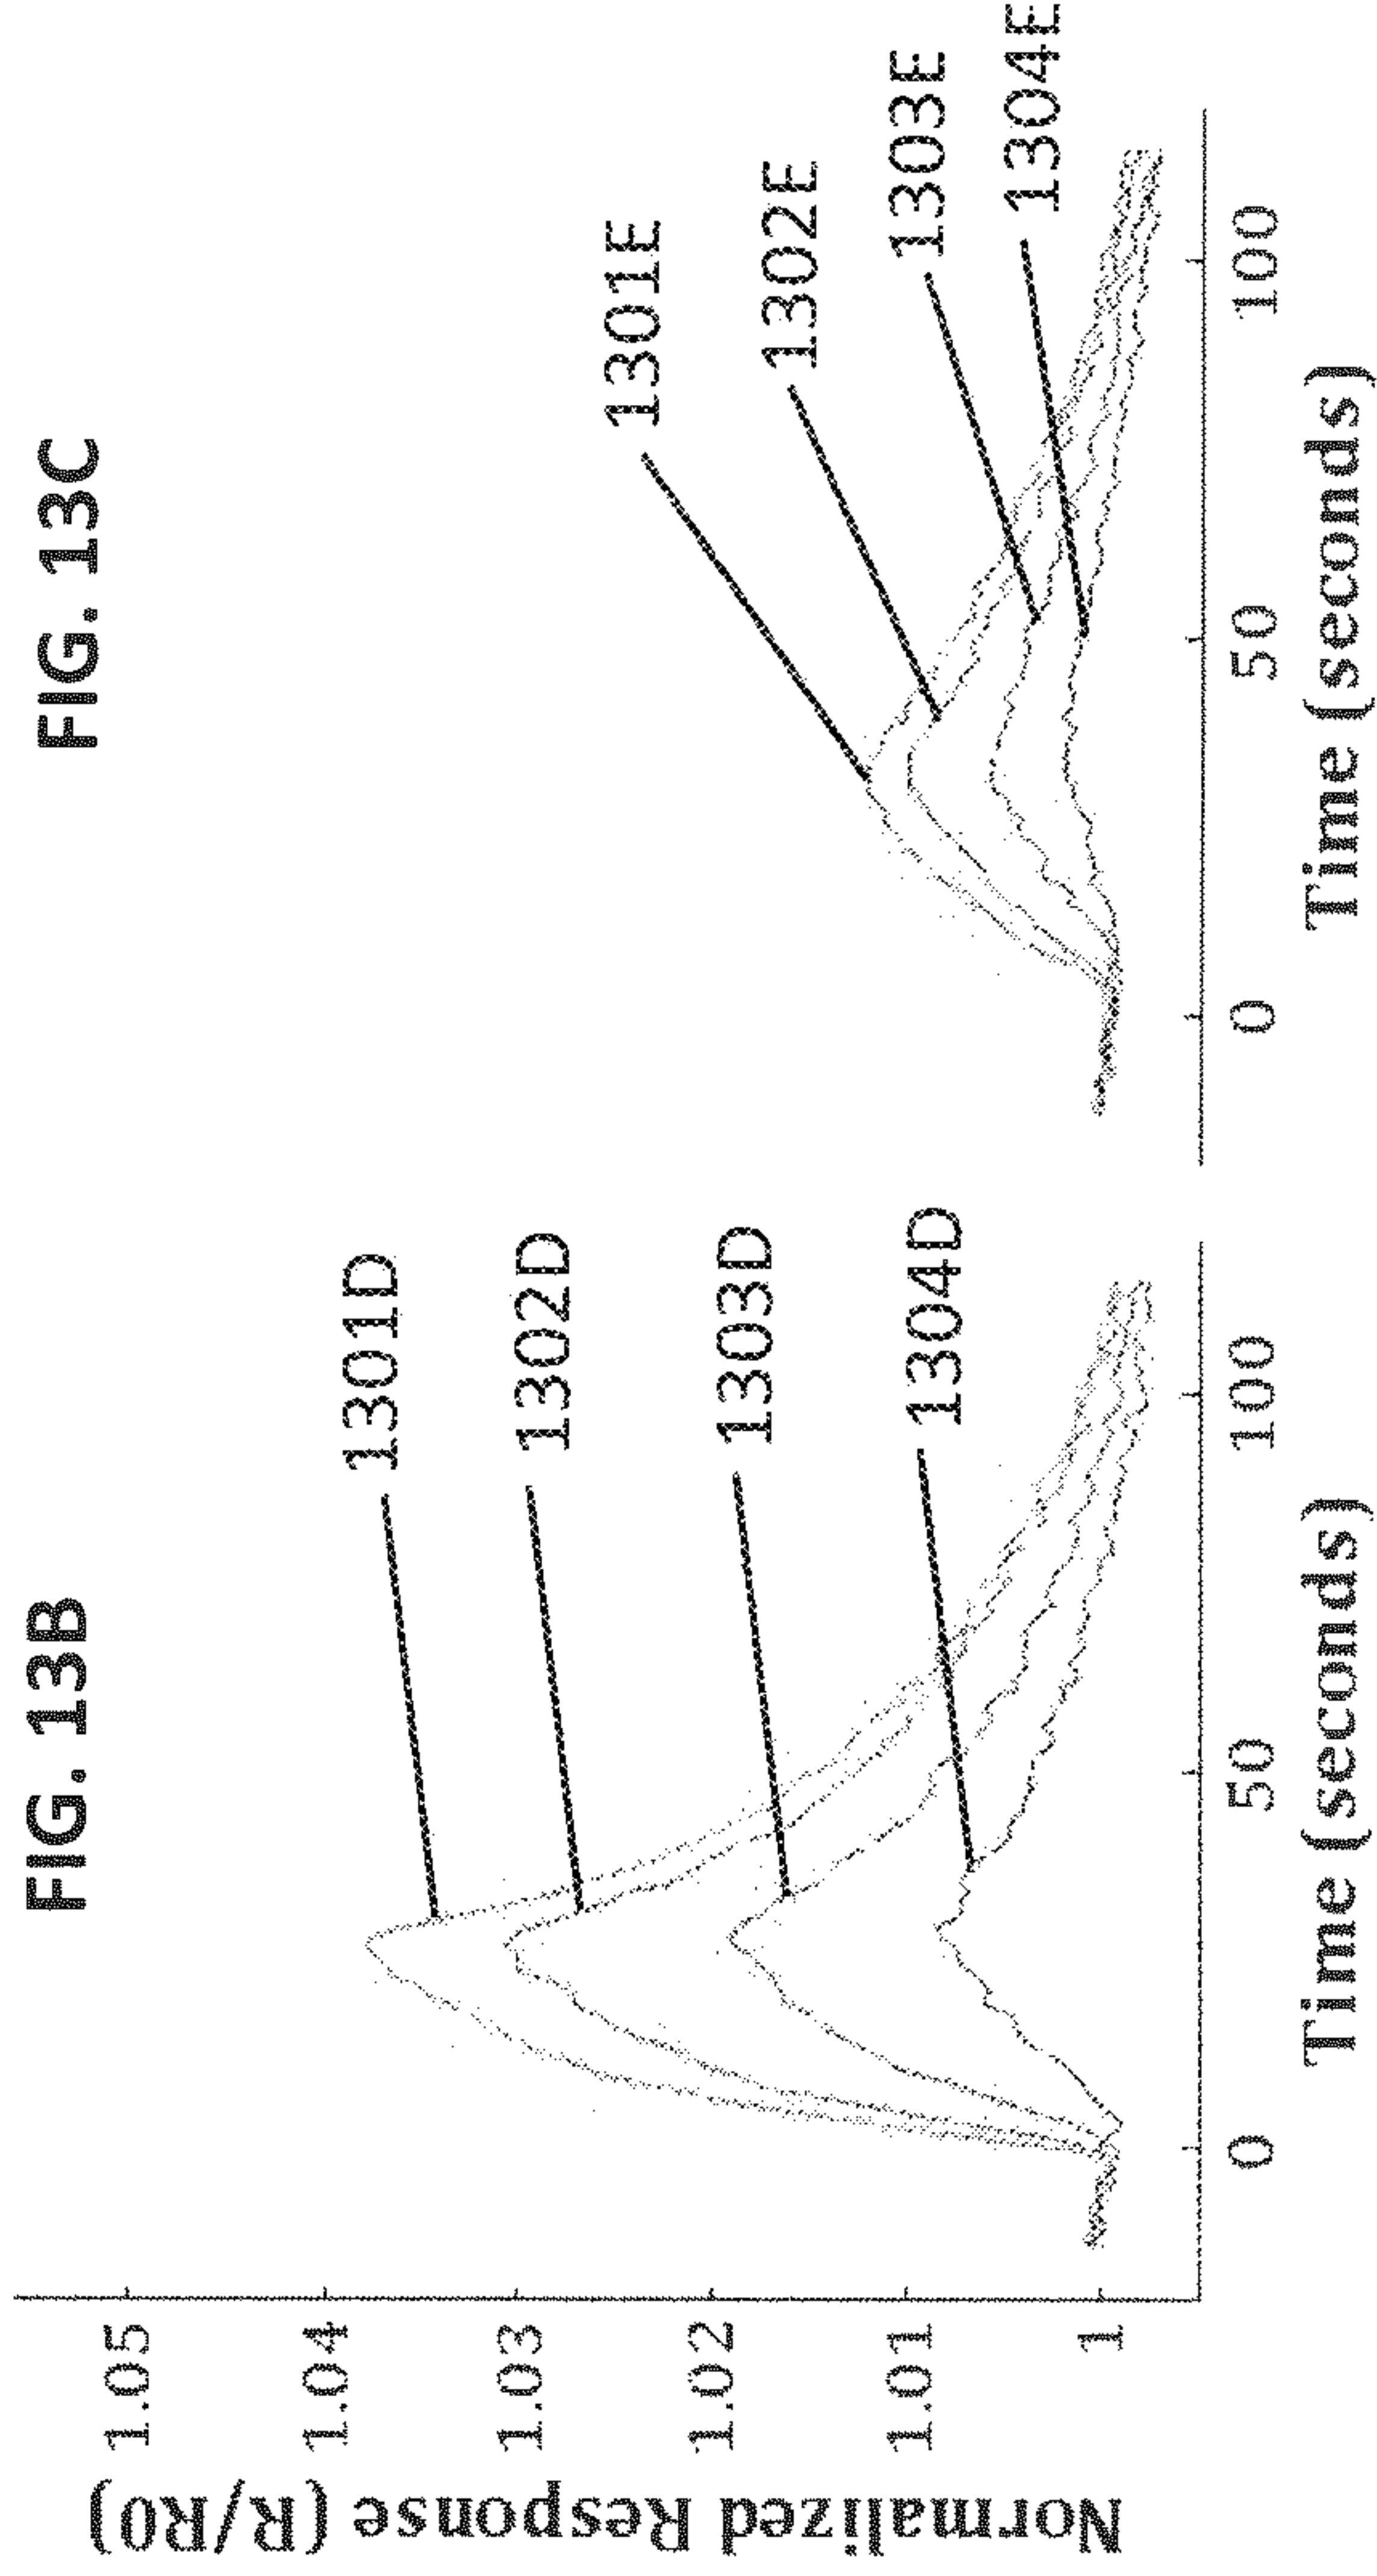 FIG. 13B
FIG. 13C
Normalized Response (R/R0)
1.05
1.04
1.03
1.02
1.01
1
1301D
1302D
1303D
1304D
0
50
100
Time (seconds)
1301E
1302E
1303E
1304E
0
50
100
Time (seconds)